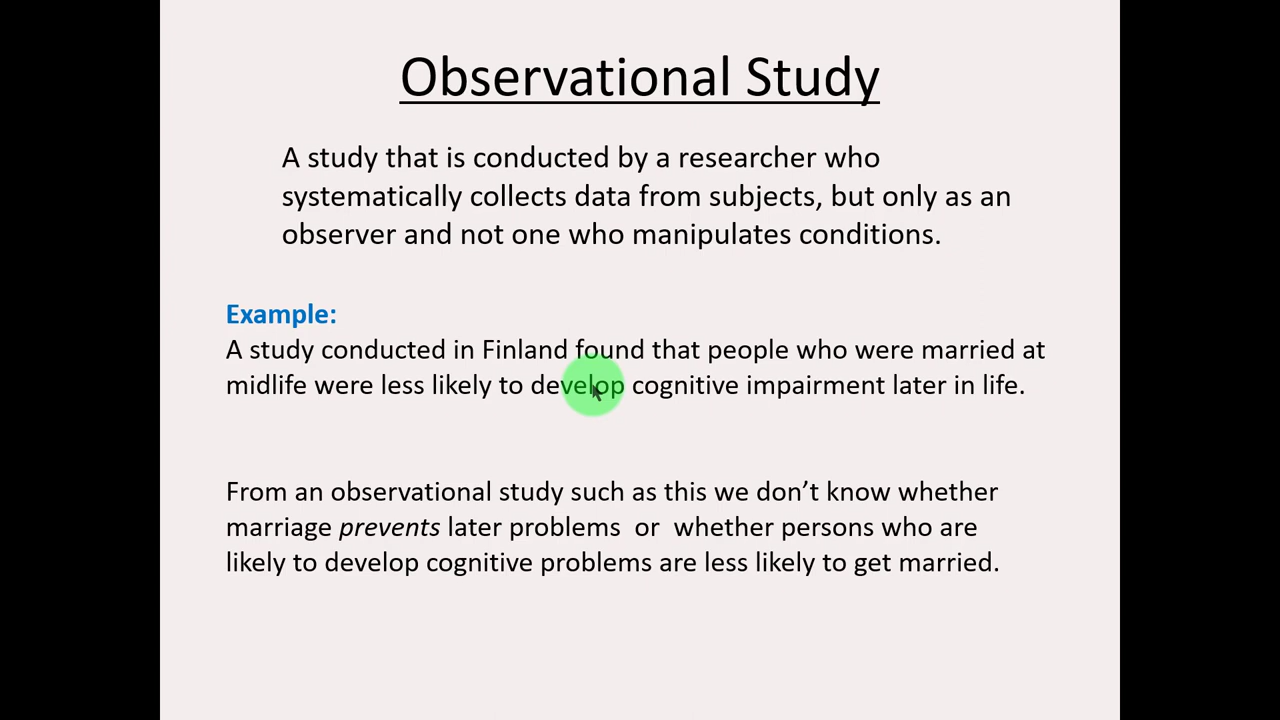 Observational Study
A study that is conducted by a researcher who
systematically collects data from subjects, but only as an
observer and not one who manipulates conditions.
Example:
A study conducted in Finland found that people who were married at
midlife were less likely to develop cognitive impairment later in life.
From an observational study such as this we don’t know whether
marriage prevents later problems or whether persons who are
likely to develop cognitive problems are less likely to get married.